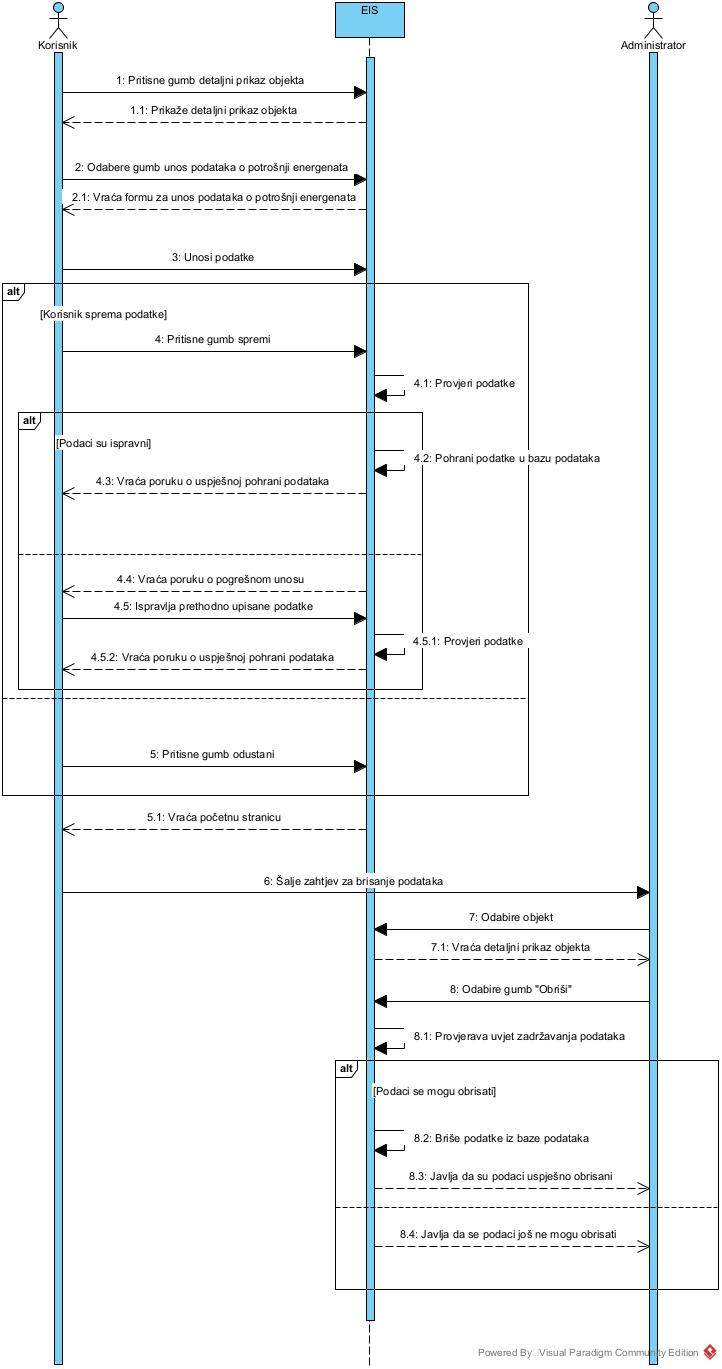 EIS
Korisnik
Administrator
1: Pritisne gumb detaljni prikaz objekta
1.1: Prikaže detaljni prikaz objekta
2: Odabere gumb unos podataka o potrošnji energenata
2.1: Vraća formu za unos podataka o potrošnji energenata
3: Unosi podatke
alt
[Korisnik sprema podatke]
4: Pritisne gumb spremi
4.1: Provjeri podatke
alt
[Podaci su ispravni]
4.2: Pohrani podatke u bazu podataka
4.3: Vraća poruku o uspješnoj pohrani podataka
4.4: Vraća poruku o pogrešnom unosu
4.5: Ispravlja prethodno upisane podatke
4.5.1: Provjeri podatke
4.5.2: Vraća poruku o uspješnoj pohrani podataka
5: Pritisne gumb odustani
5.1: Vraća početnu stranicu
6: Šalje zahtjev za brisanje podataka
7: Odabire objekt
7.1: Vraća detaljni prikaz objekta
8: Odabire gumb "Obriši"
8.1: Provjerava uvjet zadržavanja podataka
alt
[Podaci se mogu obrisati]
8.2: Briše podatke iz baze podataka
8.3: Javlja da su podaci uspješno obrisani
8.4: Javlja da se podaci još ne mogu obrisati
Powered By Visual Paradigm Community Edition